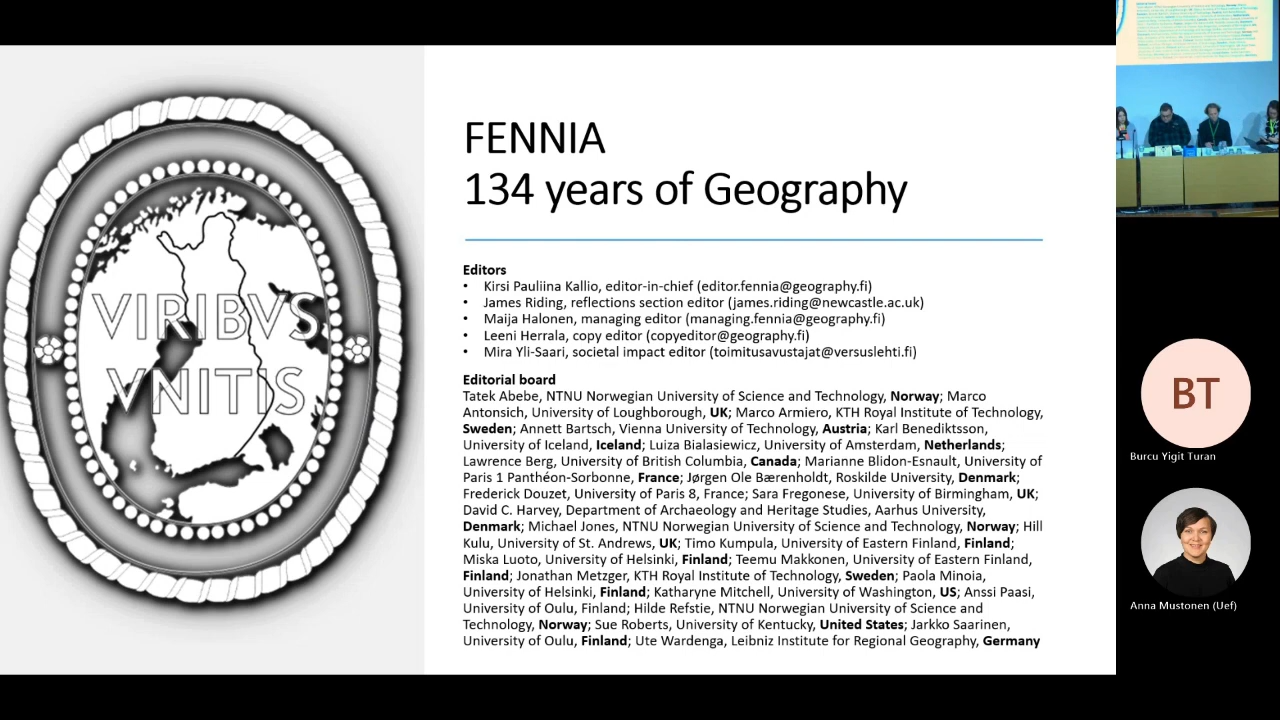 FENNIA
134 years of Geography
Editors
• Kirsi Pauliina Kallio, editor-in-chief (editor.fennia@geography.fi)
• James Riding, reflections section editor (james.riding@newcastle.ac.uk)
• Maija Halonen, managing editor (managing.fennia@geography.fi)
• Leeni Herrala, copy editor (copyeditor@geography.fi)
• Mira Yli-Saari, societal impact editor (toimitusavustajat@versuslehti.fi)
Editorial board
Tatek Abebe, NTNU Norwegian University of Science and Technology, Norway; Marco
Antonsich, University of Loughborough, UK; Marco Armiero, KTH Royal Institute of Technology,
Sweden; Annett Bartsch, Vienna University of Technology, Austria; Karl Benediktsson,
University of Iceland, Iceland; Luiza Bialasiewicz, University of Amsterdam, Netherlands;
Lawrence Berg, University of British Columbia, Canada; Marianne Blidon-Esnault, University of
Paris 1 Panthéon-Sorbonne, France; Jørgen Ole Bærenholdt, Roskilde University, Denmark;
Frederick Douzet, University of Paris 8, France; Sara Fregonese, University of Birmingham, UK;
David C. Harvey, Department of Archaeology and Heritage Studies, Aarhus University,
Denmark; Michael Jones, NTNU Norwegian University of Science and Technology, Norway; Hill
Kulu, University of St. Andrews, UK; Timo Kumpula, University of Eastern Finland, Finland;
Miska Luoto, University of Helsinki, Finland; Teemu Makkonen, University of Eastern Finland,
Finland; Jonathan Metzger, KTH Royal Institute of Technology, Sweden; Paola Minoia,
University of Helsinki, Finland; Katharyne Mitchell, University of Washington, US; Anssi Paasi,
University of Oulu, Finland; Hilde Refstie, NTNU Norwegian University of Science and
Technology, Norway; Sue Roberts, University of Kentucky, United States; Jarkko Saarinen,
University of Oulu, Finland; Ute Wardenga, Leibniz Institute for Regional Geography, Germany
VIRIBVS
VNITIS
BT
Burcu Yigit Turan
Anna Mustonen (Uef)